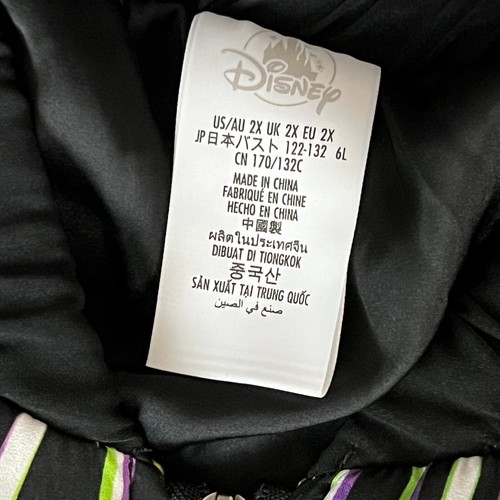 Disney
US/AU 2X UK 2X EU 2X
JP日本バスト 122-132 6L
CN 170/132C
MADE IN CHINA
FABRIQUÉ EN CHINE
HECHO EN CHINA
中國製
ผลิตในประเทศจีน
DIBUAT DI TIONGKOK
중국산
SẢN XUẤT TẠI TRUNG QUỐC
صنع في الصين